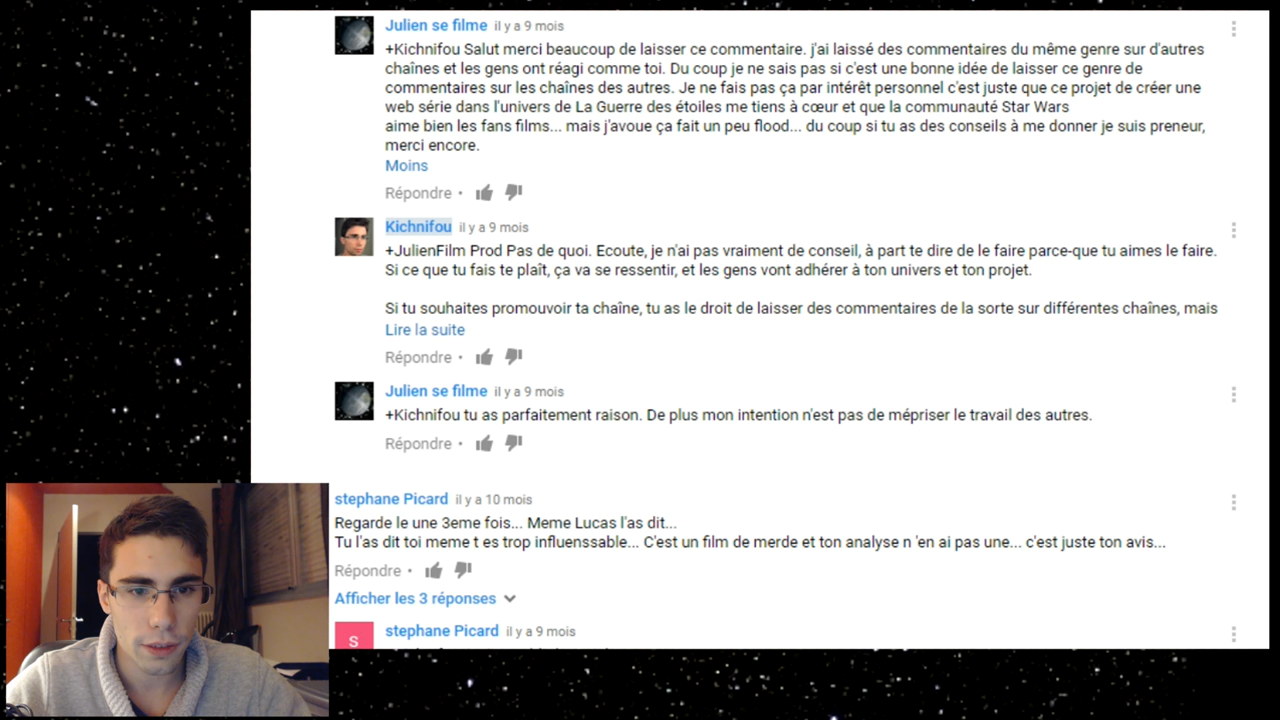 Julien se filme il y a 9 mois
+Kichnifou Salut merci beaucoup de laisser ce commentaire. j'ai laissé des commentaires du même genre sur d'autres
chaînes et les gens ont réagi comme toi. Du coup je ne sais pas si c'est une bonne idée de laisser ce genre de
commentaires sur les chaînes des autres. Je ne fais pas ça par intérêt personnel c'est juste que ce projet de créer une
web série dans l'univers de La Guerre des étoiles me tiens à cœur et que la communauté Star Wars
aime bien les fans films... mais j'avoue ça fait un peu flood... du coup si tu as des conseils à me donner je suis preneur,
merci encore.
Moins
Répondre •
Kichnifou il y a 9 mois
+JulienFilm Prod Pas de quoi. Ecoute, je n'ai pas vraiment de conseil, à part te dire de le faire parce-que tu aimes le faire.
Si ce que tu fais te plaît, ça va se ressentir, et les gens vont adhérer à ton univers et ton projet.
Si tu souhaites promouvoir ta chaîne, tu as le droit de laisser des commentaires de la sorte sur différentes chaînes, mais
Lire la suite
Répondre •
Julien se filme il y a 9 mois
+Kichnifou tu as parfaitement raison. De plus mon intention n'est pas de mépriser le travail des autres.
Répondre •
stephane Picard il y a 10 mois
Regarde le une 3eme fois... Meme Lucas l'as dit...
Tu l'as dit toi meme t es trop influenssable... C'est un film de merde et ton analyse n 'en ai pas une... c'est juste ton avis...
Répondre •
Afficher les 3 réponses
S
stephane Picard il y a 9 mois